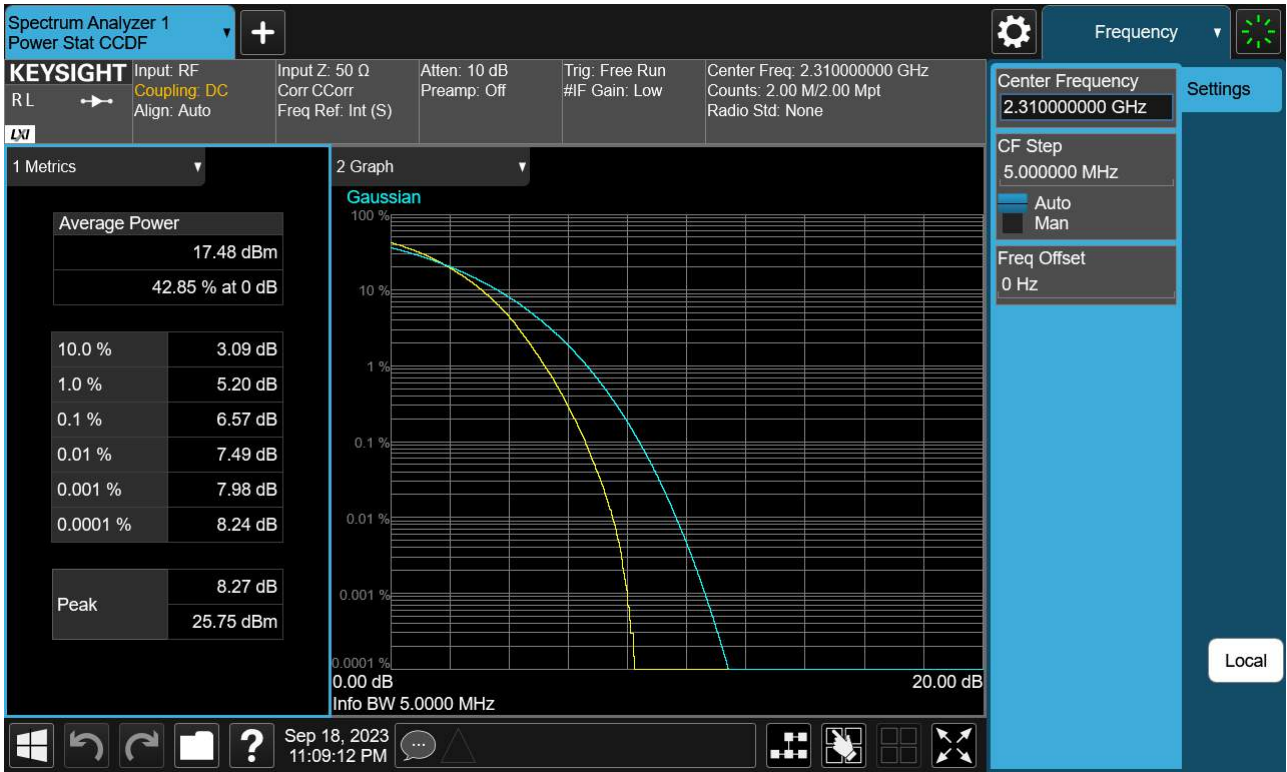 Spectrum Analyzer 1
Power Stat CCDF
+
Frequency
KEYSIGHT
RL
LXI
Input: RF
Coupling: DC
Align: Auto
Input Z: 50 Ω
Corr CCorr
Freq Ref: Int (S)
Atten: 10 dB
Preamp: Off
Trig: Free Run
#IF Gain: Low
Center Freq: 2.310000000 GHz
Counts: 2.00 M/2.00 Mpt
Radio Std: None
Center Frequency
2.310000000 GHz
Settings
CF Step
5.000000 MHz
Auto
Man
Freq Offset
0 Hz
Local
1 Metrics
Average Power
17.48 dBm
42.85 % at 0 dB
10.0 % 3.09 dB
1.0 % 5.20 dB
0.1 % 6.57 dB
0.01 % 7.49 dB
0.001 % 7.98 dB
0.0001 % 8.24 dB
Peak 8.27 dB
25.75 dBm
2 Graph
Gaussian
100 %
10 %
1 %
0.1 %
0.01 %
0.001 %
0.0001 %
0.00 dB 20.00 dB
Info BW 5.0000 MHz
?
Sep 18, 2023
11:09:12 PM